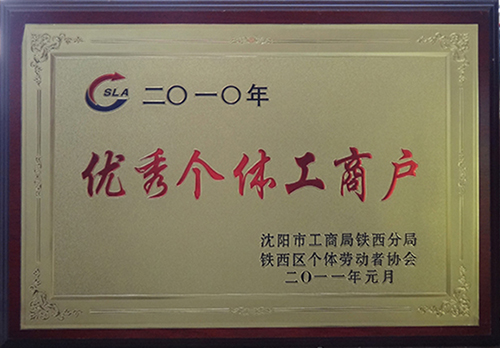 SLA 二〇一〇年
优秀个体工商户
沈阳市工商局铁西分局
铁西区个体劳动者协会
二〇一一年元月